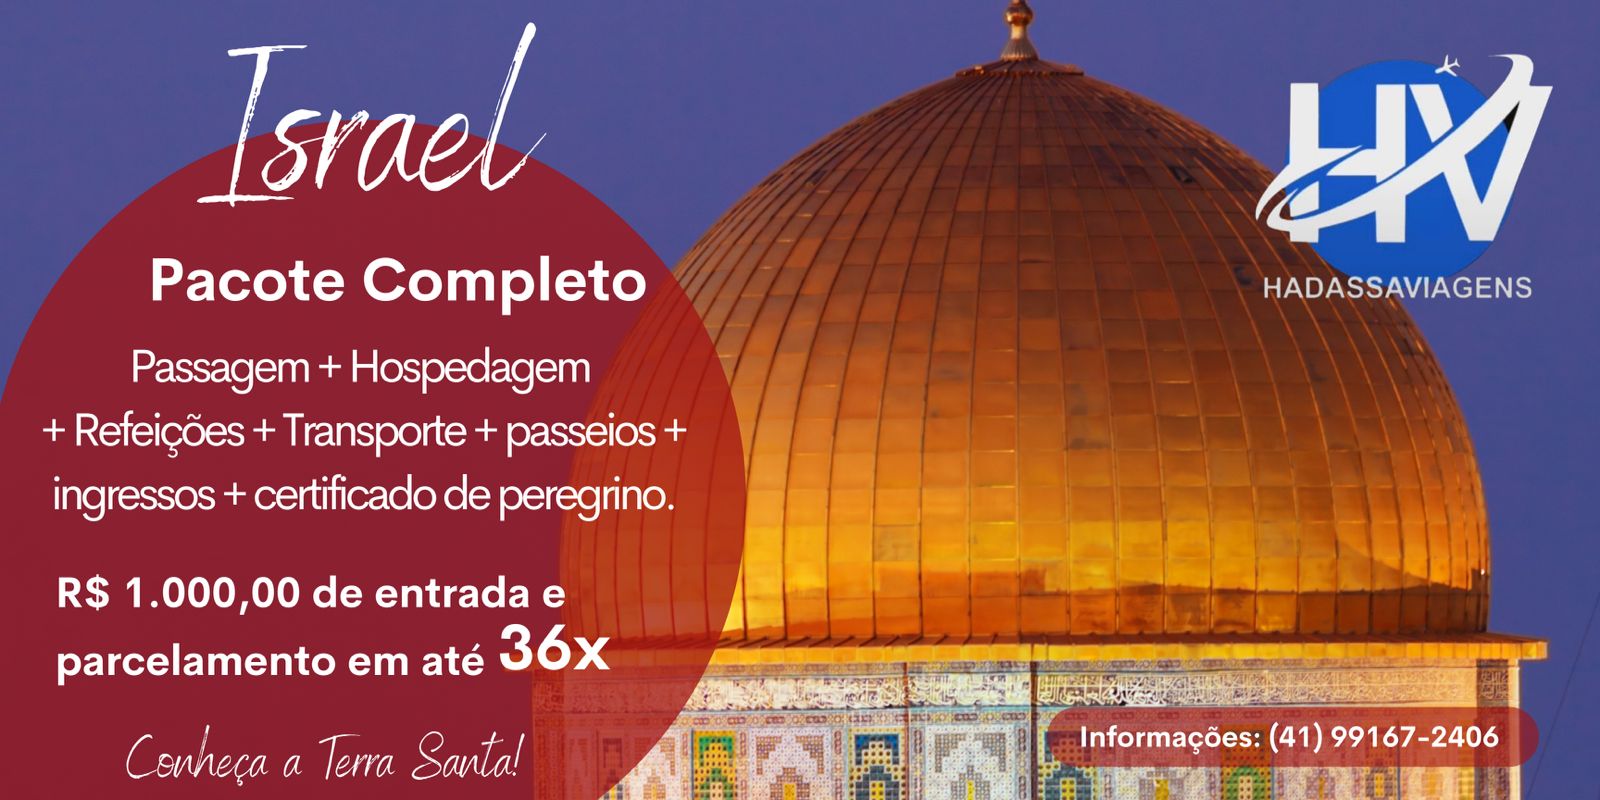 Israel
Pacote Completo
Passagem + Hospedagem
+ Refeições + Transporte + passeios +
ingressos + certificado de peregrino.
R$ 1.000,00 de entrada e
parcelamento em até 36x
Conheça a Terra Santa!
HV
HADASSAVIAGENS
Informações: (41) 99167-2406